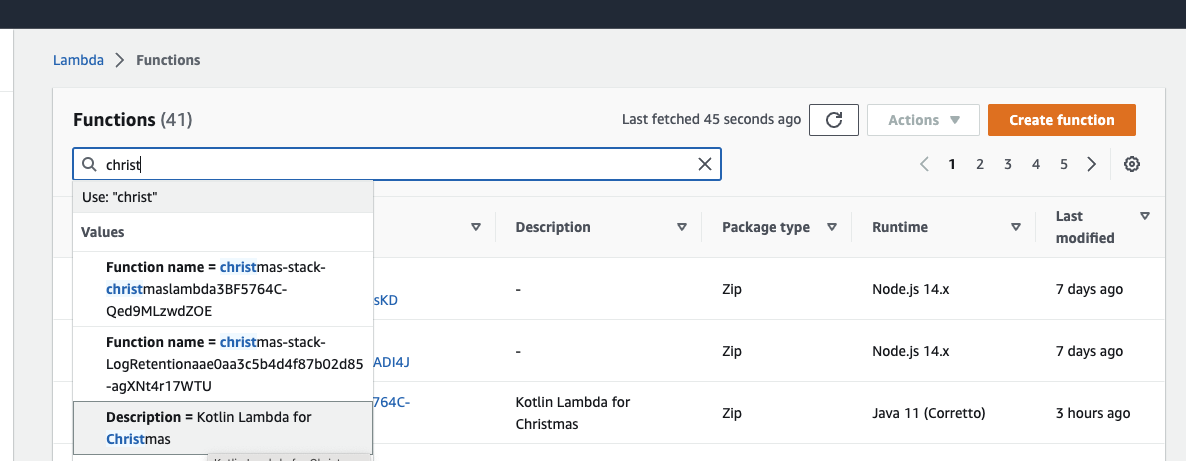 Lambda > Functions
Functions (41)
Last fetched 45 seconds ago
Actions
Create function
christ
1 2 3 4 5
Use: "christ"
Values
Function name = christmas-stack-
christmaslambda3BF5764C-
Qed9MLzwdZOE
Function name = christmas-stack-
LogRetentionaae0aa3c5b4d4f87b02d85
-agXNt4r17WTU
Description = Kotlin Lambda for
Christmas
Description
Package type
Runtime
Last
modified
sKD
-
Zip
Node.js 14.x
7 days ago
ADI4J
-
Zip
Node.js 14.x
7 days ago
764C-
Kotlin Lambda for
Christmas
Zip
Java 11 (Corretto)
3 hours ago